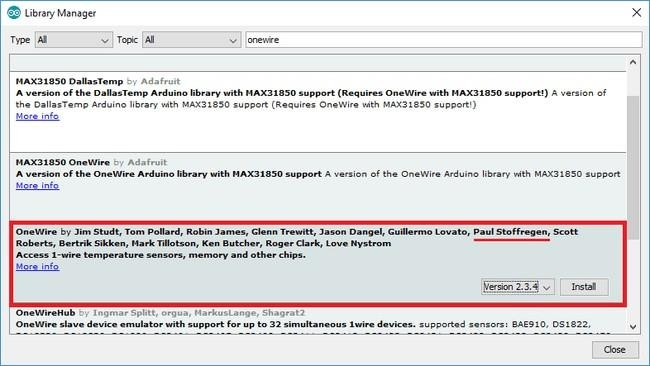 Library Manager
Type All Topic All onewire
MAX31850 DallasTemp by Adafruit
A version of the DallasTemp Arduino library with MAX31850 support (Requires OneWire with MAX31850 support!) A version of
the DallasTemp Arduino library with MAX31850 support (Requires OneWire with MAX31850 support!)
More info
MAX31850 OneWire by Adafruit
A version of the OneWire Arduino library with MAX31850 support A version of the OneWire Arduino library with MAX31850 support
More info
OneWire by Jim Studt, Tom Pollard, Robin James, Glenn Trewitt, Jason Dangel, Guillermo Lovato, Paul Stoffregen, Scott
Roberts, Bertrik Sikken, Mark Tillotson, Ken Butcher, Roger Clark, Love Nystrom
Access 1-wire temperature sensors, memory and other chips.
More info
Version 2.3.4 Install
OneWireHub by Ingmar Splitt, orgua, MarkusLange, Shagrat2
OneWire slave device emulator with support for up to 32 simultaneous 1wire devices. supported sensors: BAE910, DS1822,
Close